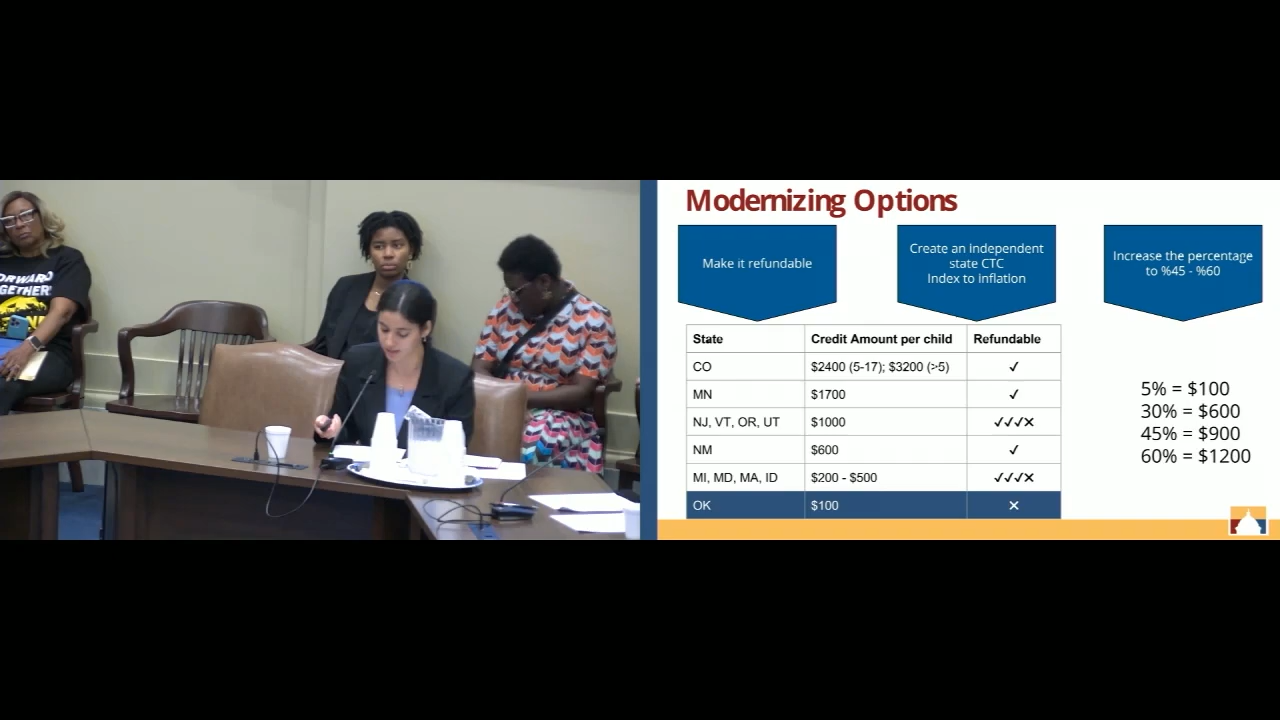 ORWARD
GETHER!
Modernizing Options
Make it refundable
Create an independent
state CTC
Index to inflation
Increase the percentage
to %45 - %60
State Credit Amount per child Refundable
CO $2400 (5-17); $3200 (>5) ✓
MN $1700 ✓
NJ, VT, OR, UT $1000 ✓✓✓✕
NM $600 ✓
MI, MD, MA, ID $200 - $500 ✓✓✓✕
OK $100 ✕
5% = $100
30% = $600
45% = $900
60% = $1200